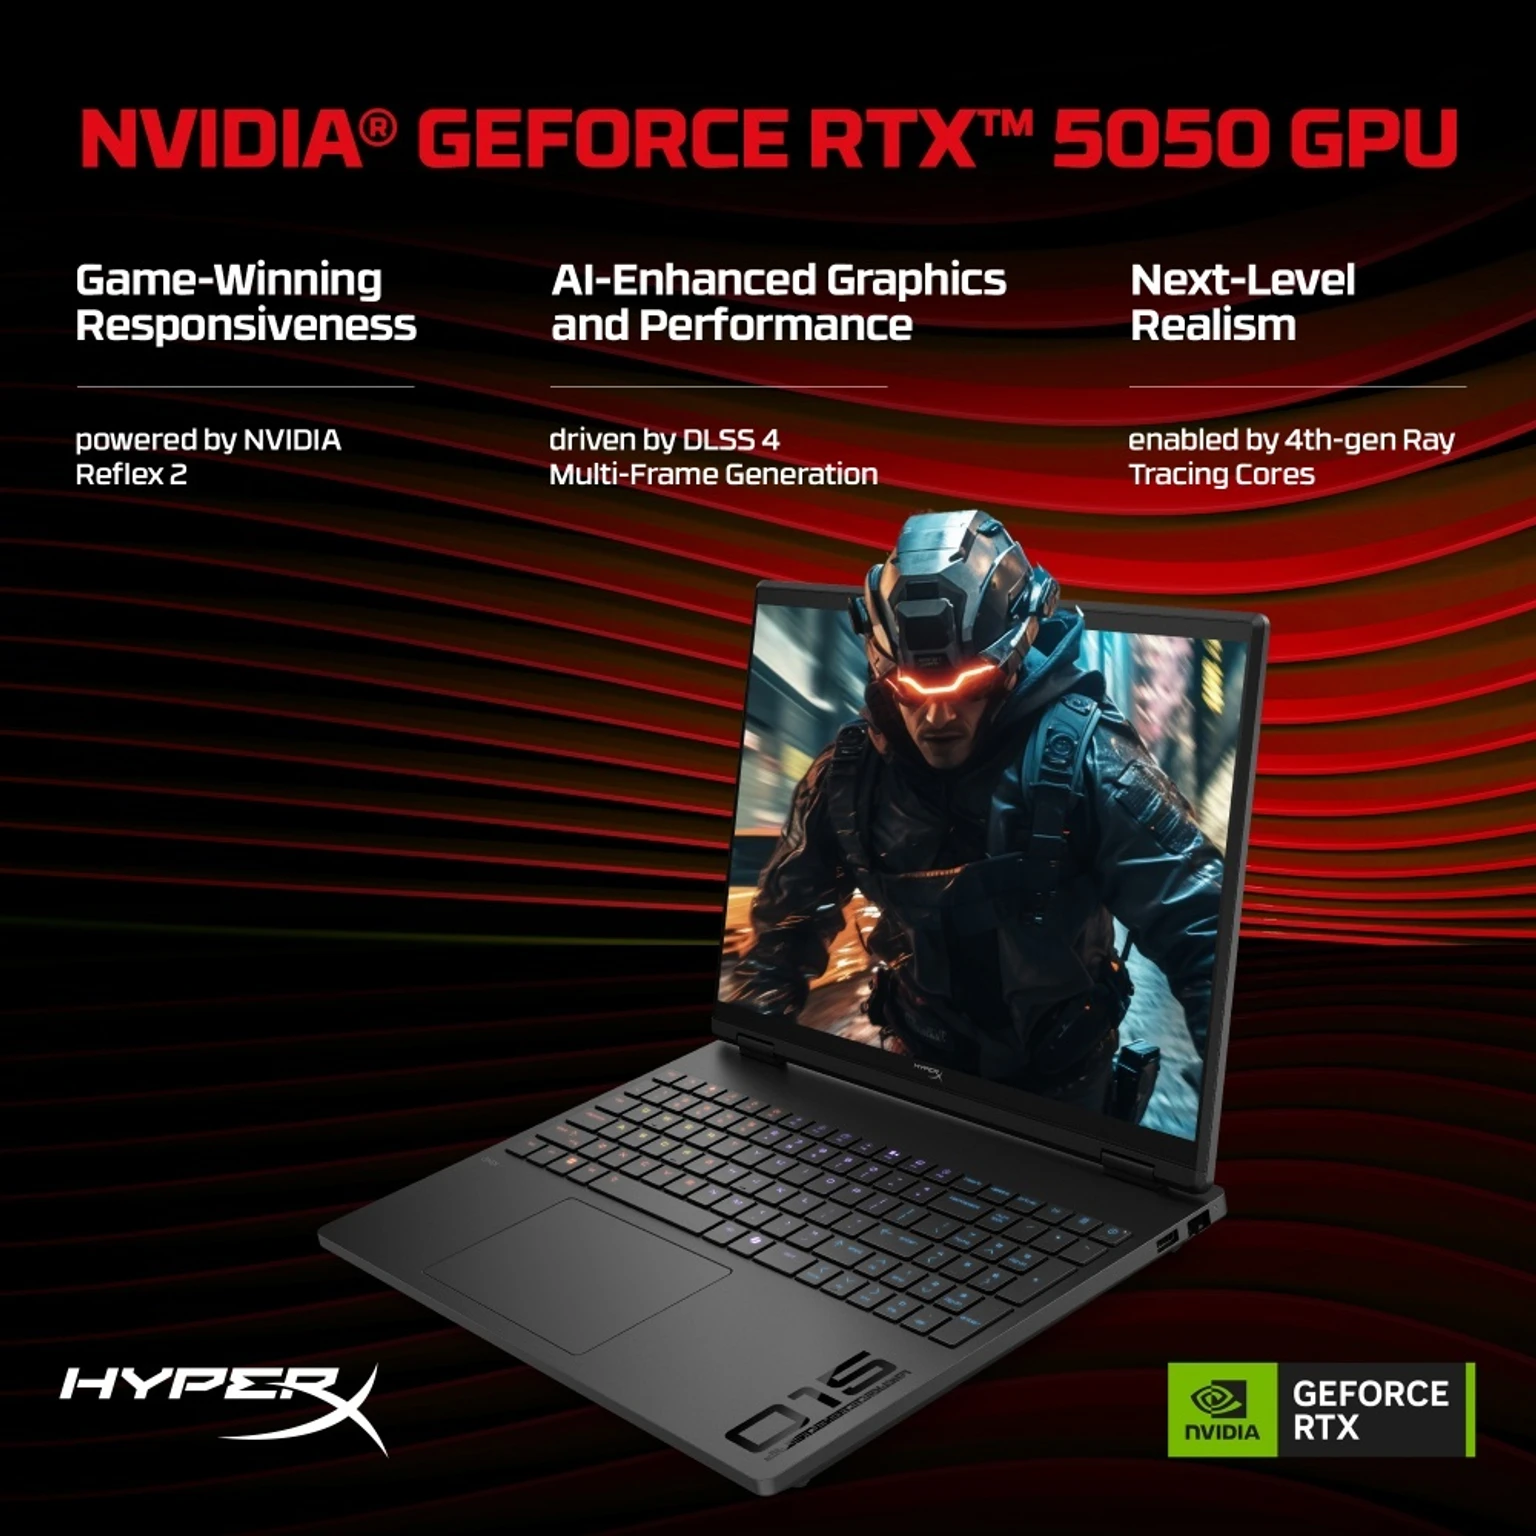 NVIDIA® GEFORCE RTX™ 5050 GPU
Game-Winning
Responsiveness
powered by NVIDIA
Reflex 2
AI-Enhanced Graphics
and Performance
driven by DLSS 4
Multi-Frame Generation
Next-Level
Realism
enabled by 4th-gen Ray
Tracing Cores
HYPERX
HYPERX
NVIDIA
GEFORCE
RTX